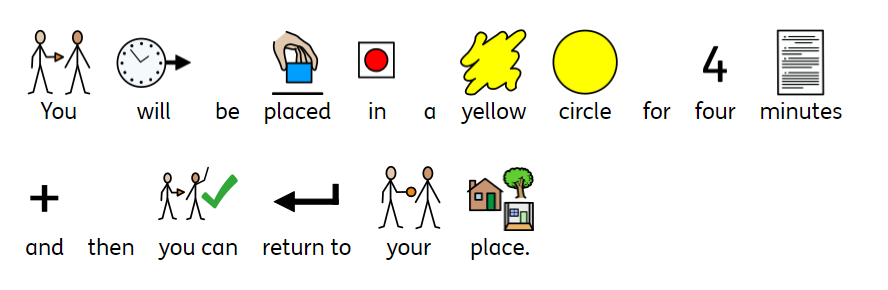 You will be placed in a yellow circle for four minutes
and then you can return to your place.